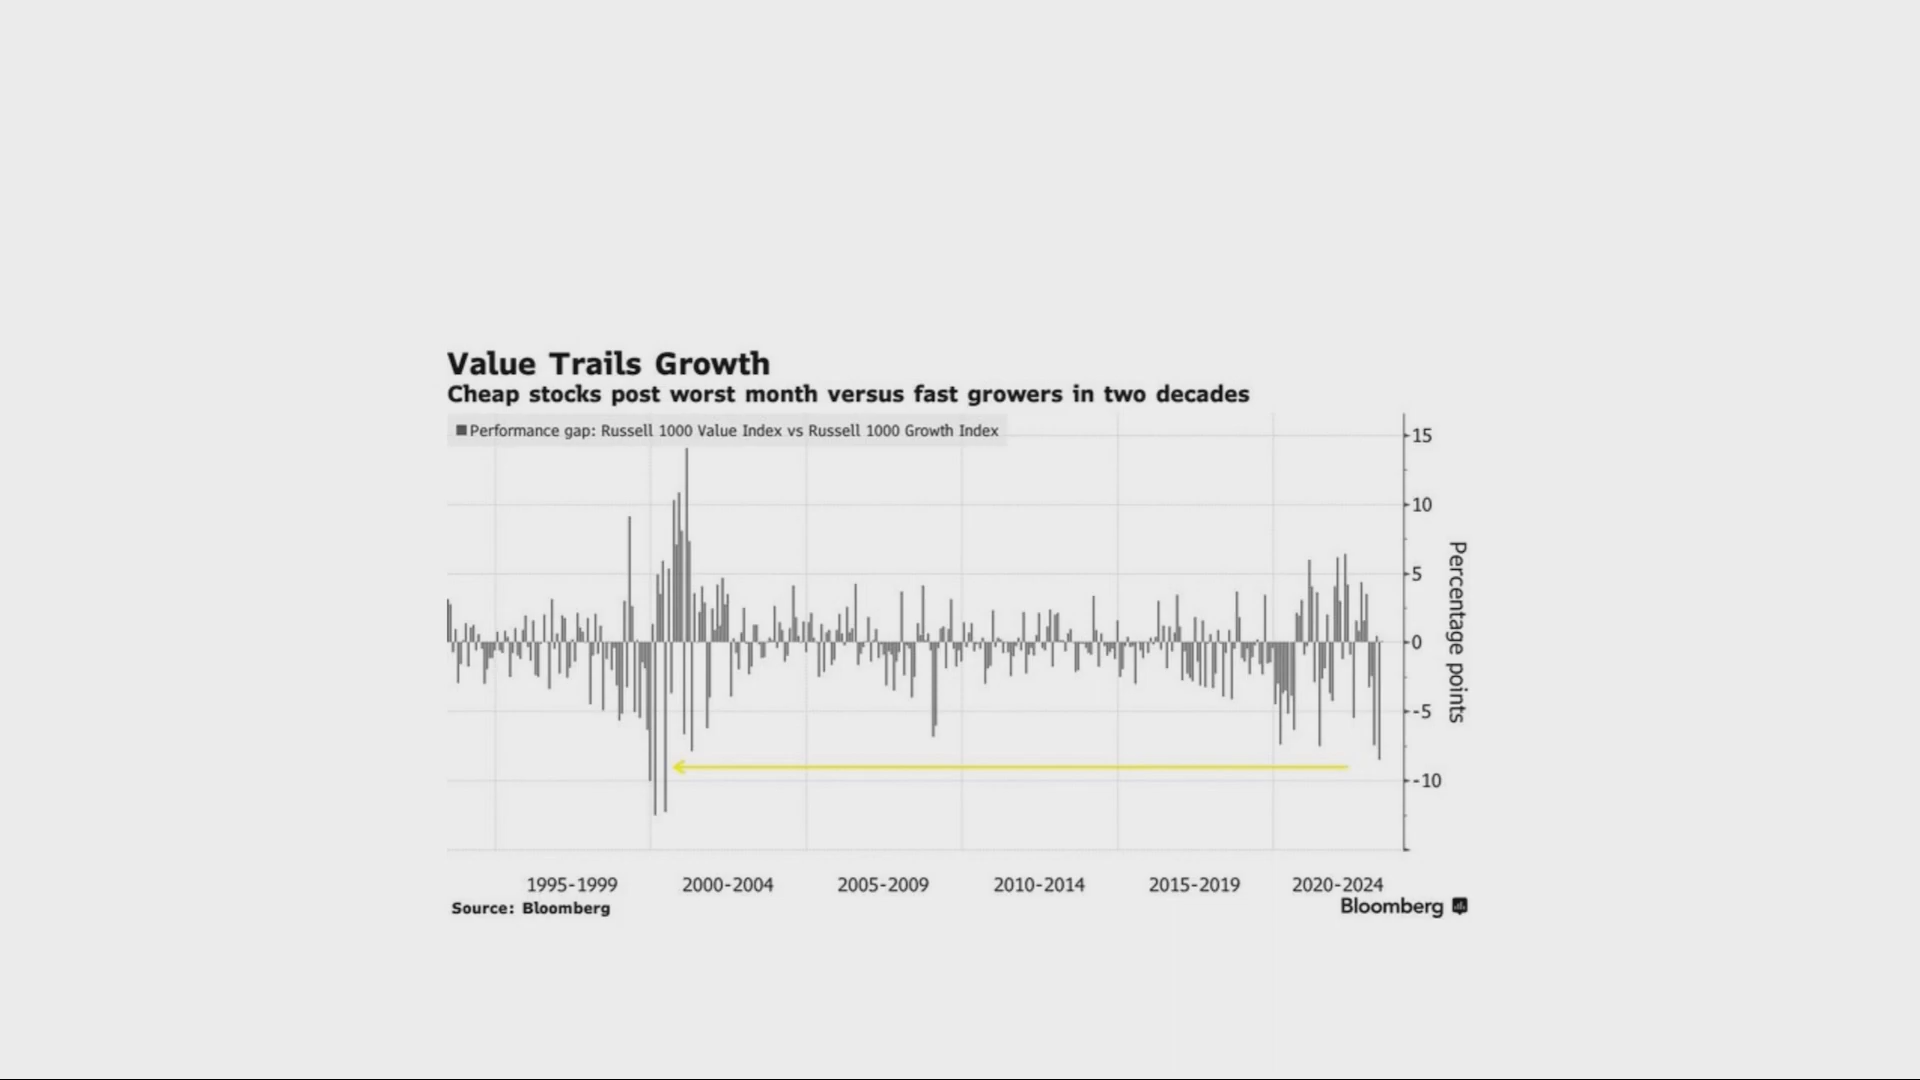 Value Trails Growth
Cheap stocks post worst month versus fast growers in two decades
Performance gap: Russell 1000 Value Index vs Russell 1000 Growth Index
15
10
5
0
-5
-10
Percentage points
1995-1999 2000-2004 2005-2009 2010-2014 2015-2019 2020-2024
Source: Bloomberg
Bloomberg